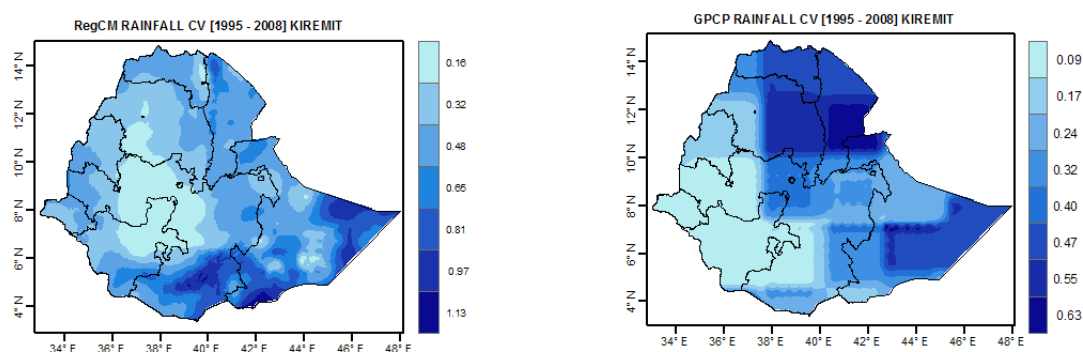 RegCM RAINFALL CV [1995 - 2008] KIREMIT
14° N
12° N
10° N
8° N
6° N
4° N
34° E 36° E 38° E 40° E 42° E 44° E 46° E 48° E
0.16
0.32
0.48
0.65
0.81
0.97
1.13
GPCP RAINFALL CV [1995 - 2008] KIREMIT
14° N
12° N
10° N
8° N
6° N
4° N
34° E 36° E 38° E 40° E 42° E 44° E 46° E 48° E
0.09
0.17
0.24
0.32
0.40
0.47
0.55
0.63